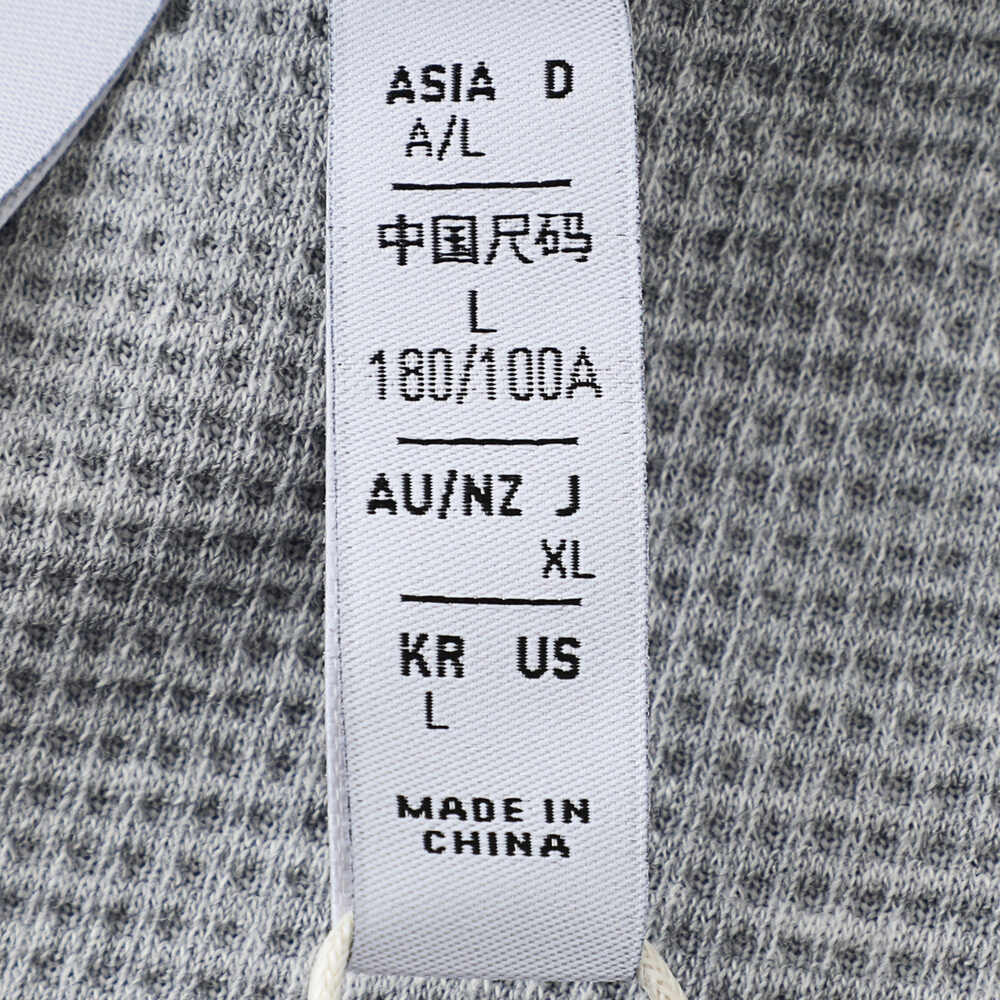 ASIA D
A/L
中国尺码
L
180/100A
AU/NZ J
XL
KR US
L
MADE IN
CHINA